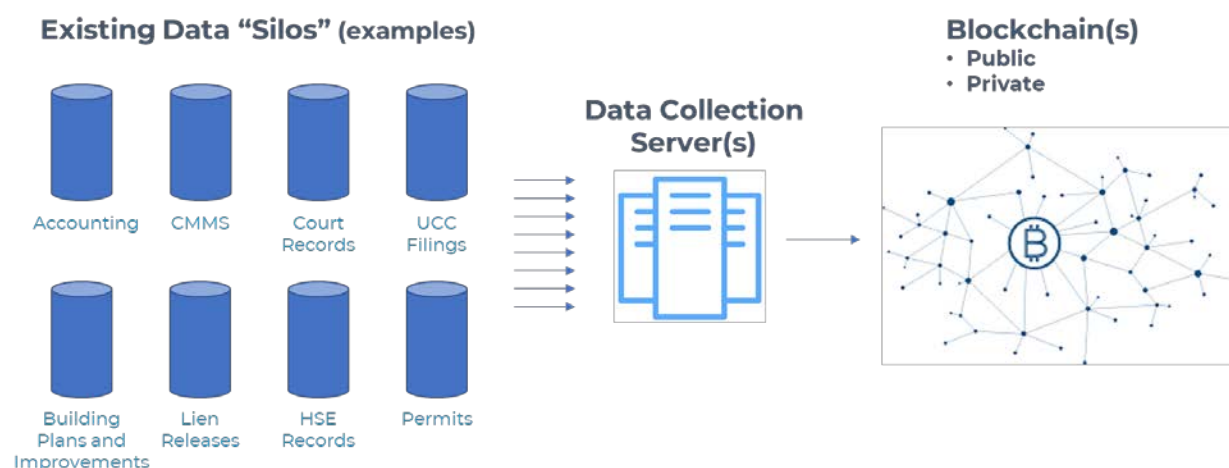 Existing Data “Silos” (examples)
Accounting
CMMS
Court
Records
UCC
Filings
Building
Plans and
Improvements
Lien
Releases
HSE
Records
Permits
Data Collection
Server(s)
Blockchain(s)
• Public
• Private